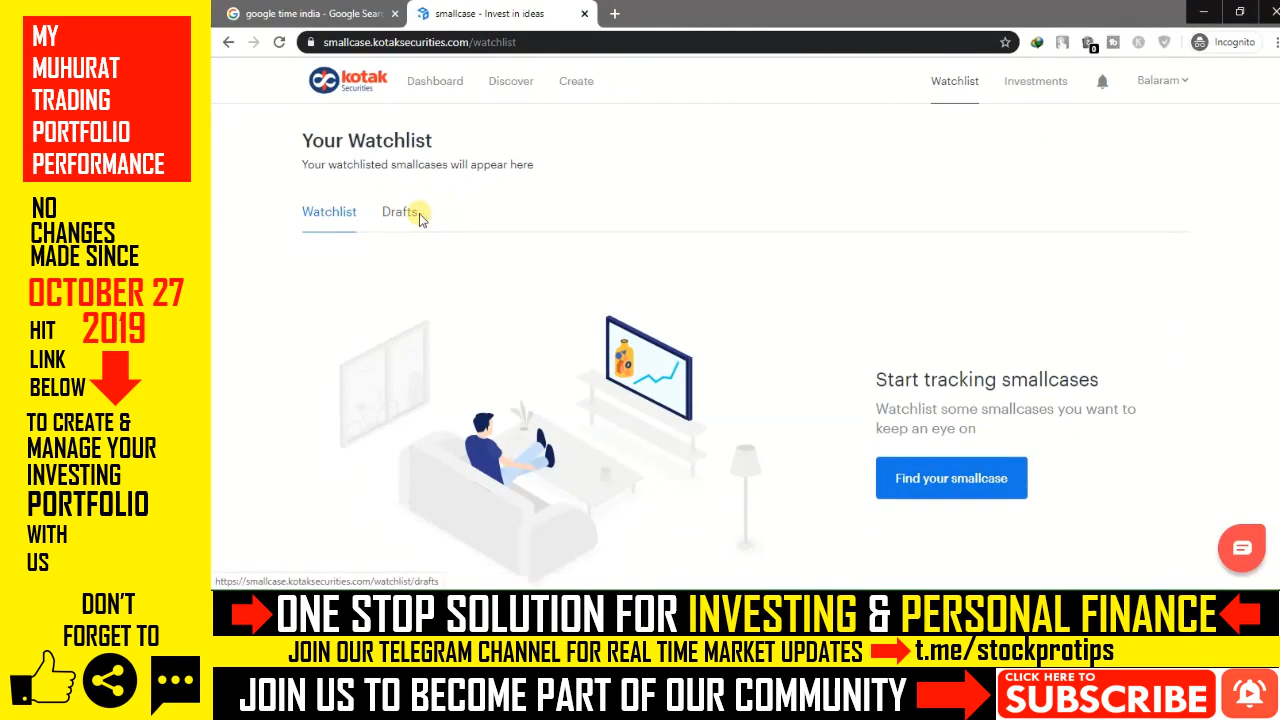 MY
MUHURAT
TRADING
PORTFOLIO
PERFORMANCE
NO
CHANGES
MADE SINCE
OCTOBER 27
HIT 2019
LINK
BELOW
TO CREATE &
MANAGE YOUR
INVESTING
PORTFOLIO
WITH
US
DON'T
FORGET TO
google time india - Google Sear
smallcase - Invest in ideas
smallcase.kotaksecurities.com/watchlist
0
Incognito
kotak
Securities
Dashboard Discover Create
Watchlist Investments Balaram
Your Watchlist
Your watchlisted smallcases will appear here
Watchlist Drafts
Start tracking smallcases
Watchlist some smallcases you want to
keep an eye on
Find your smallcase
https://smallcase.kotaksecurities.com/watchlist/drafts
ONE STOP SOLUTION FOR INVESTING & PERSONAL FINANCE
JOIN OUR TELEGRAM CHANNEL FOR REAL TIME MARKET UPDATES t.me/stockprotips
JOIN US TO BECOME PART OF OUR COMMUNITY
CLICK HERE TO
SUBSCRIBE